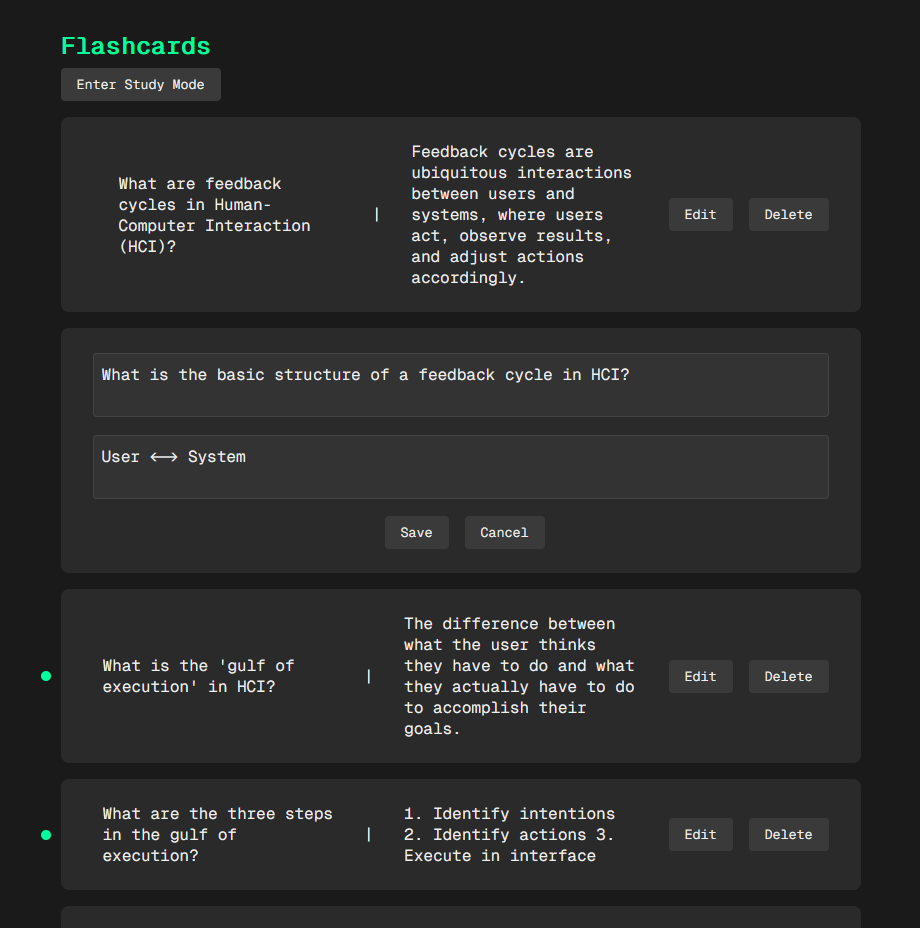 Flashcards
Enter Study Mode
What are feedback
cycles in Human-
Computer Interaction
(HCI)?
|
Feedback cycles are
ubiquitous interactions
between users and
systems, where users
act, observe results,
and adjust actions
accordingly.
Edit
Delete
What is the basic structure of a feedback cycle in HCI?
User <-> System
Save
Cancel
What is the 'gulf of
execution' in HCI?
|
The difference between
what the user thinks
they have to do and what
they actually have to do
to accomplish their
goals.
Edit
Delete
What are the three steps
in the gulf of
execution?
|
1. Identify intentions
2. Identify actions 3.
Execute in interface
Edit
Delete